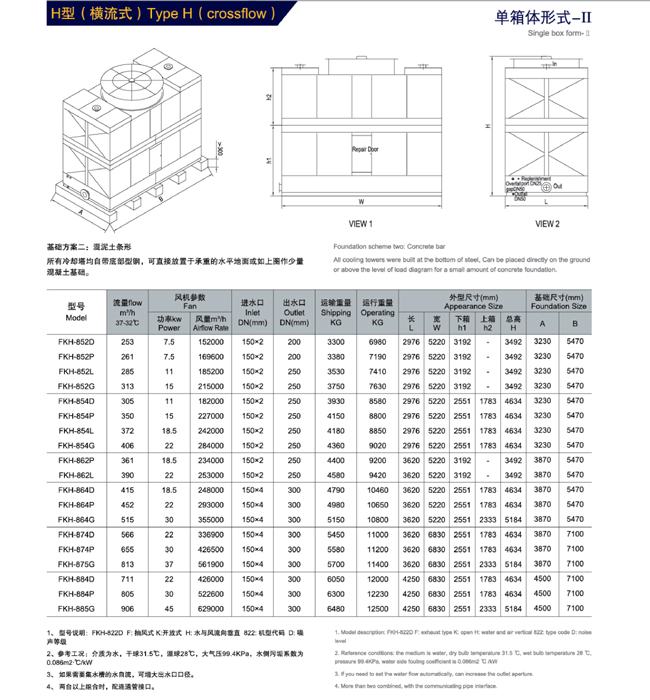 H型（横流式）Type H（crossflow）
单箱体形式-II
Single box form-Ⅱ
h2
h1
W
Repair Door
VIEW 1
H
In
Replenishment
Overfall port DN25
DN50
Outfall
DN50
Out
L
VIEW 2
A
B
>300
基础方案二：混泥土条形
所有冷却塔均自带底部型钢，可直接放置于承重的水平地面或如上图作少量
混凝土基础。
Foundation scheme two: Concrete bar
All cooling towers were built at the bottom of steel, Can be placed directly on the ground
or above the level of load diagram for a small amount of concrete foundation.
型号 Model 流量flow m³/h 37-32℃ 风机参数 Fan 进水口 Inlet DN(mm) 出水口 Outlet DN(mm) 运输重量 Shipping KG 运行重量 Operating KG 外型尺寸(mm) Appearance Size 基础尺寸(mm) Foundation Size
功率kw Power 风量m³/h Airflow Rate 长 L 宽 W 下箱 h1 上箱 h2 总高 H A B
FKH-852D 253 7.5 152000 150×2 200 3300 6980 2976 5220 3192 - 3492 3230 5470
FKH-852P 261 7.5 169600 150×2 200 3380 7190 2976 5220 3192 - 3492 3230 5470
FKH-852L 285 11 185200 150×2 250 3530 7410 2976 5220 3192 - 3492 3230 5470
FKH-852G 313 15 215000 150×2 250 3750 7630 2976 5220 3192 - 3492 3230 5470
FKH-854D 305 11 182000 150×2 250 3930 8580 2976 5220 2551 1783 4634 3230 5470
FKH-854P 350 15 227000 150×2 250 4150 8800 2976 5220 2551 1783 4634 3230 5470
FKH-854L 372 18.5 242000 150×2 250 4180 8850 2976 5220 2551 1783 4634 3230 5470
FKH-854G 406 22 284000 150×2 250 4360 9020 2976 5220 2551 1783 4634 3230 5470
FKH-862P 361 18.5 234000 150×2 250 4400 9200 3620 5220 3192 - 3492 3870 5470
FKH-862L 390 22 253000 150×2 250 4580 9420 3620 5220 3192 - 3492 3870 5470
FKH-864D 415 18.5 248000 150×4 300 4790 10460 3620 5220 2551 1783 4634 3870 5470
FKH-864P 452 22 293000 150×4 300 4980 10650 3620 5220 2551 1783 4634 3870 5470
FKH-864G 515 30 355000 150×4 300 5150 10800 3620 5220 2551 2333 5184 3870 5470
FKH-874D 566 22 336900 150×4 300 5450 11000 3620 6830 2551 1783 4634 3870 7100
FKH-874P 655 30 426500 150×4 300 5580 11200 3620 6830 2551 1783 4634 3870 7100
FKH-875G 813 37 561900 150×4 300 5700 11400 3620 6830 2551 2333 5184 3870 7100
FKH-884D 711 22 426000 150×4 300 6050 12000 4250 6830 2551 1783 4634 4500 7100
FKH-884P 805 30 522600 150×4 300 6130 12230 4250 6830 2551 1783 4634 4500 7100
FKH-885G 906 45 629000 150×4 300 6480 12500 4250 6830 2551 2333 5184 4500 7100
1、 型号说明：FKH-822D F: 抽风式 K:开放式 H: 水与风流向垂直 822: 机型代码 D: 噪
声等级
2、参考工况：介质为水，干球31.5℃，湿球28℃，大气压99.4KPa，水侧污垢系数为
0.086m2·℃/kW
3、 如果需要集水槽的水自流，可增大出水口口径。
4、 两台以上组合时，配连通管接口。
1、Model description: FKH-822D F: exhaust type K: open H: water and air vertical 822: type code D: noise
level
2、Reference conditions: the medium is water, dry bulb temperature 31.5 ℃, wet bulb temperature 28 ℃,
pressure 99.4KPa, water side fouling coefficient is 0.086m2 ℃ /kW
3、If you need to set the water flow automatically, can increase the outlet aperture.
4、More than two combined, with the communicating pipe interface.